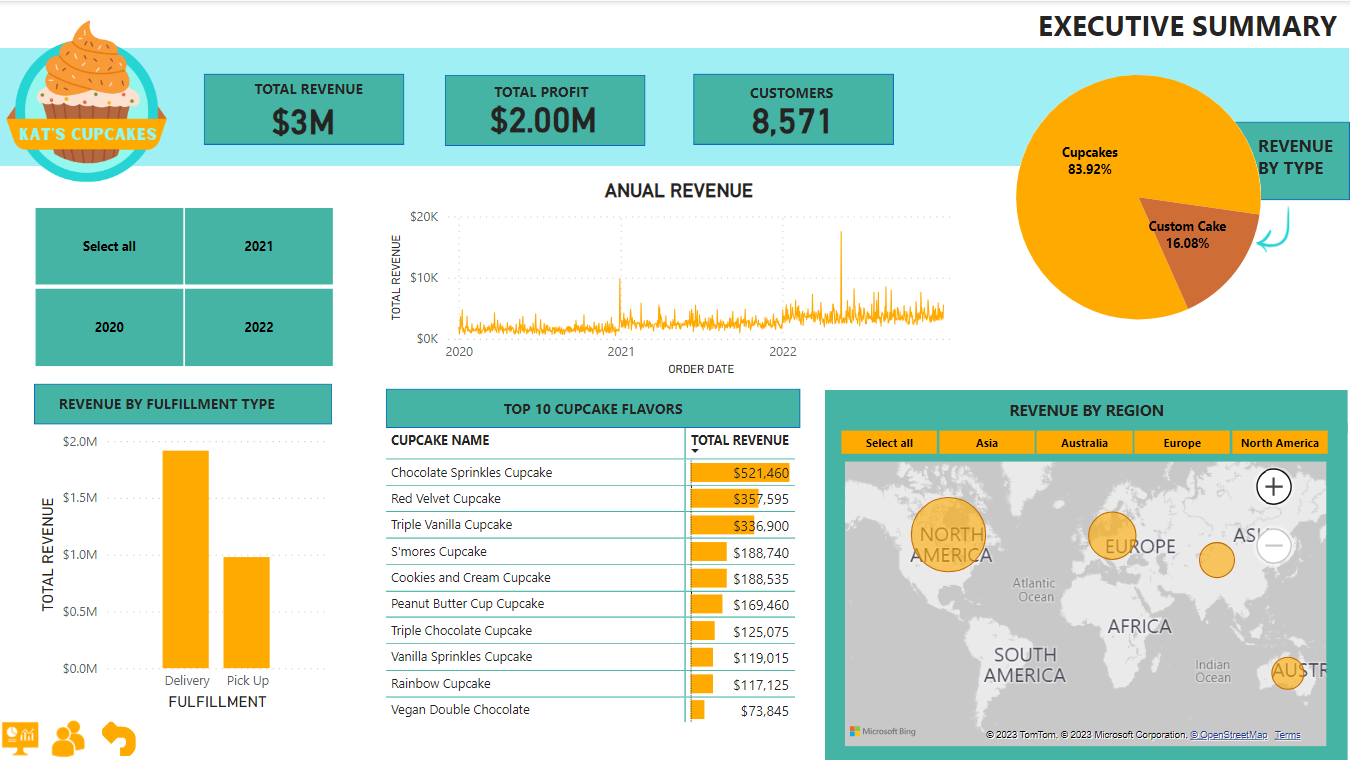 EXECUTIVE SUMMARY
KAT'S CUPCAKES
TOTAL REVENUE
$3M
TOTAL PROFIT
$2.00M
CUSTOMERS
8,571
REVENUE
BY TYPE
Cupcakes
83.92%
Custom Cake
16.08%
Select all
2021
2020
2022
ANUAL REVENUE
TOTAL REVENUE
$20K
$10K
$0K
2020 2021 2022
ORDER DATE
REVENUE BY FULFILLMENT TYPE
TOTAL REVENUE
$2.0M
$1.5M
$1.0M
$0.5M
$0.0M
Delivery Pick Up
FULFILLMENT
TOP 10 CUPCAKE FLAVORS
CUPCAKE NAME TOTAL REVENUE
Chocolate Sprinkles Cupcake $521,460
Red Velvet Cupcake $357,595
Triple Vanilla Cupcake $336,900
S'mores Cupcake $188,740
Cookies and Cream Cupcake $188,535
Peanut Butter Cup Cupcake $169,460
Triple Chocolate Cupcake $125,075
Vanilla Sprinkles Cupcake $119,015
Rainbow Cupcake $117,125
Vegan Double Chocolate $73,845
REVENUE BY REGION
Select all Asia Australia Europe North America
NORTH
AMERICA
EUROPE
ASI
Atlantic
Ocean
AFRICA
SOUTH
AMERICA
Indian
Ocean
AUSTR
Microsoft Bing
© 2023 TomTom, © 2023 Microsoft Corporation, © OpenStreetMap Terms